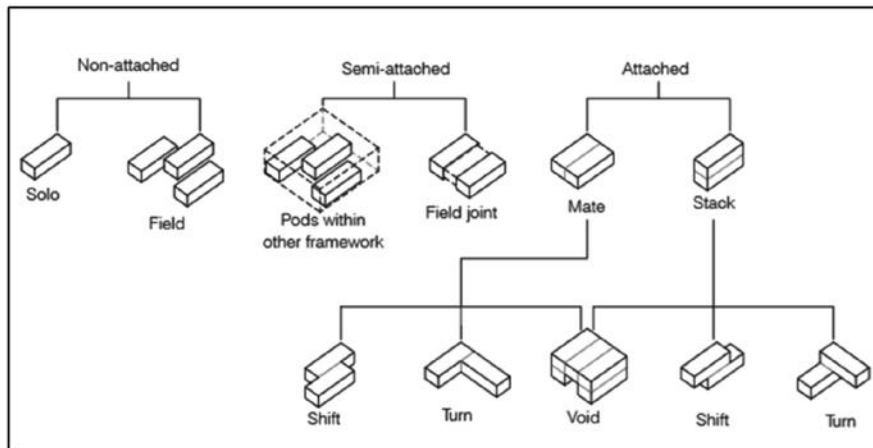 Non-attached
Semi-attached
Attached
Solo
Field
Pods within
other framework
Field joint
Mate
Stack
Shift
Turn
Void
Shift
Turn